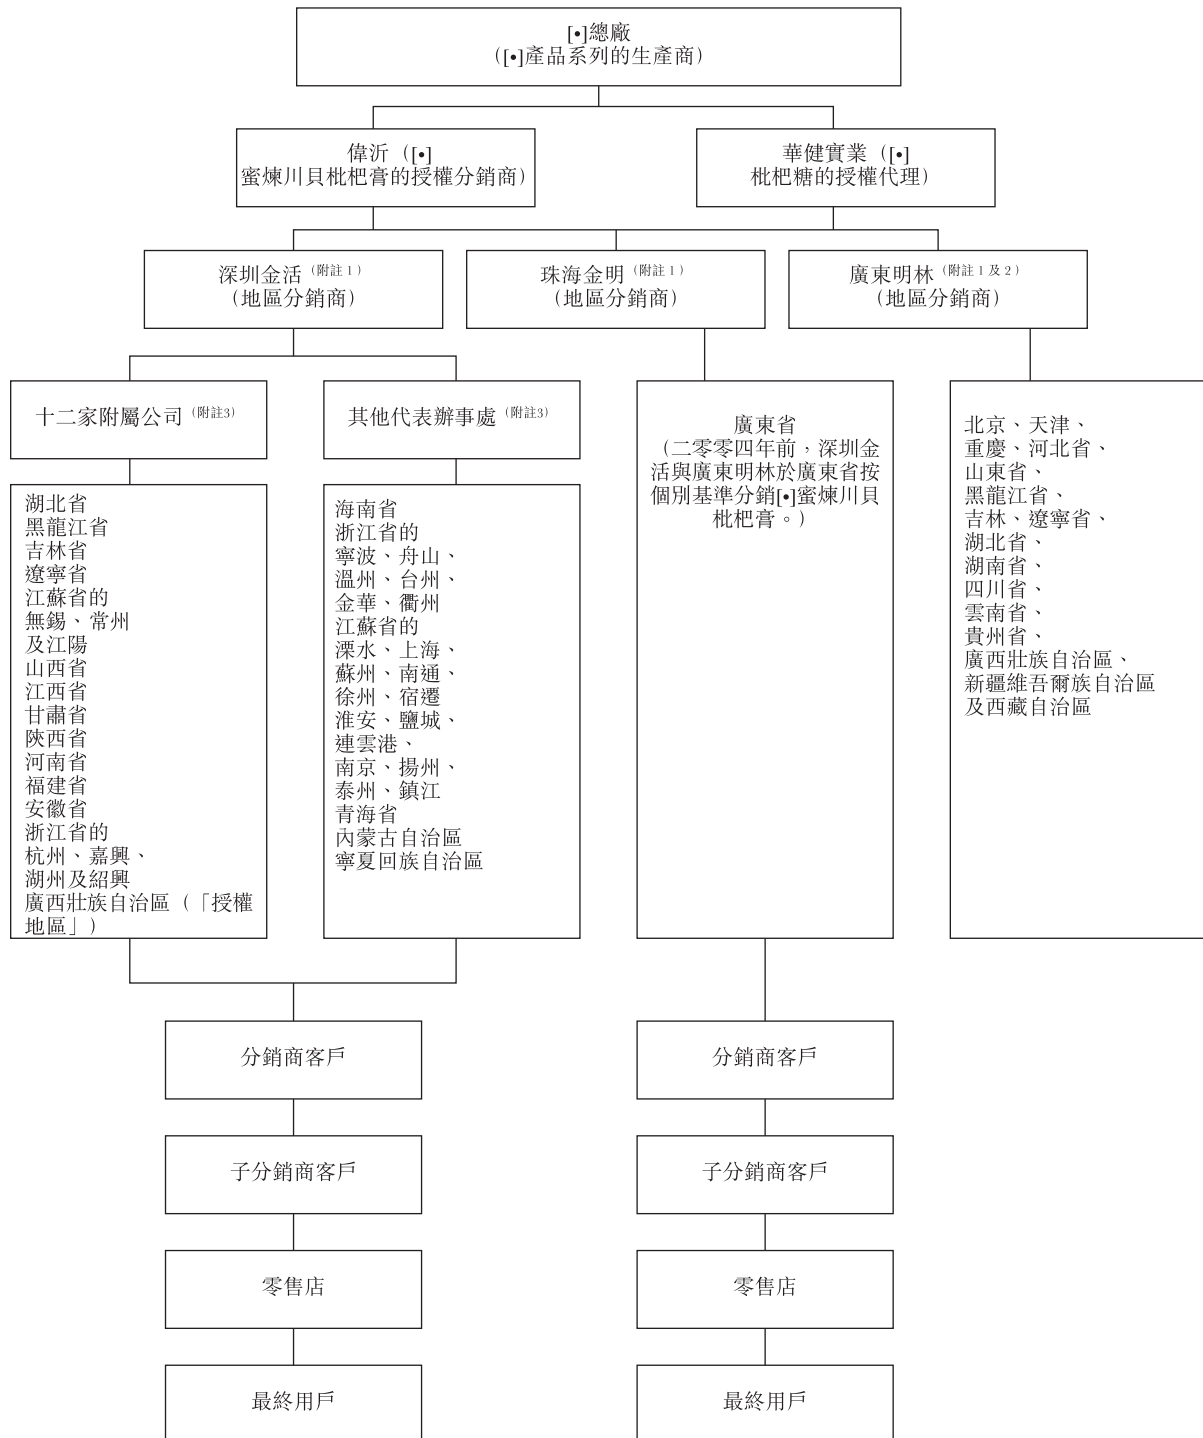 [•]總廠
([•]產品系列的生產商)
偉沂([•]
蜜煉川貝枇杷膏的授權分銷商)
華健實業([•]
枇杷糖的授權代理)
深圳金活(附註1)
(地區分銷商)
珠海金明(附註1)
(地區分銷商)
廣東明林(附註1及2)
(地區分銷商)
十二家附屬公司(附註3)
其他代表辦事處(附註3)
湖北省
黑龍江省
吉林省
遼寧省
江蘇省的
無錫、常州
及江陽
山西省
江西省
甘肅省
陝西省
河南省
福建省
安徽省
浙江省的
杭州、嘉興、
湖州及紹興
廣西壯族自治區(「授權
地區」)
海南省
浙江省的
寧波、舟山、
溫州、台州、
金華、衢州
江蘇省的
溧水、上海、
蘇州、南通、
徐州、宿遷
淮安、鹽城、
連雲港、
南京、揚州、
泰州、鎮江
青海省
內蒙古自治區
寧夏回族自治區
廣東省
(二零零四年前,深圳金
活與廣東明林於廣東省按
個別基準分銷[•]蜜煉川貝
枇杷膏。)
北京、天津、
重慶、河北省、
山東省、
黑龍江省、
吉林、遼寧省、
湖北省、
湖南省、
四川省、
雲南省、
貴州省、
廣西壯族自治區、
新疆維吾爾族自治區
及西藏自治區
分銷商客戶
子分銷商客戶
零售店
最終用戶
分銷商客戶
子分銷商客戶
零售店
最終用戶